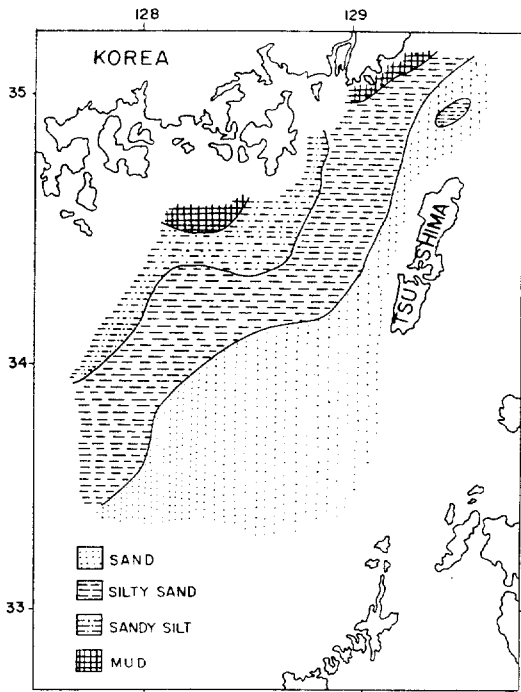 128 129
KOREA
35
TSUSHIMA
34
33
SAND
SILTY SAND
SANDY SILT
MUD